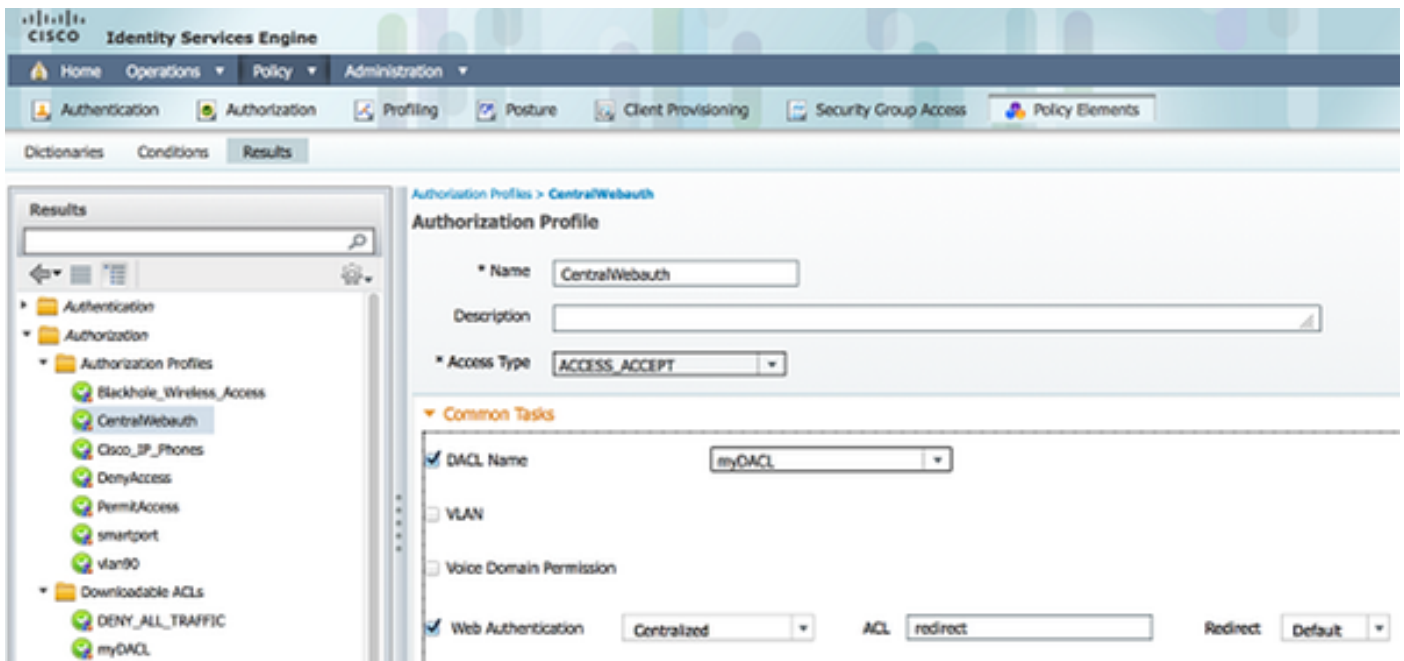 CISCO Identity Services Engine
Home Operations Policy Administration
Authentication Authorization Profiling Posture Client Provisioning Security Group Access Policy Elements
Dictionaries Conditions Results
Results
Authentication
Authorization
Authorization Profiles
Blackhole_Wireless_Access
CentralWebauth
Cisco_IP_Phones
DenyAccess
PermitAccess
smartport
vlan90
Downloadable ACLs
DENY_ALL_TRAFFIC
myDACL
Authorization Profiles > CentralWebauth
Authorization Profile
* Name CentralWebauth
Description
* Access Type ACCESS_ACCEPT
Common Tasks
DACL Name myDACL
VLAN
Voice Domain Permission
Web Authentication Centralized ACL redirect Redirect Default